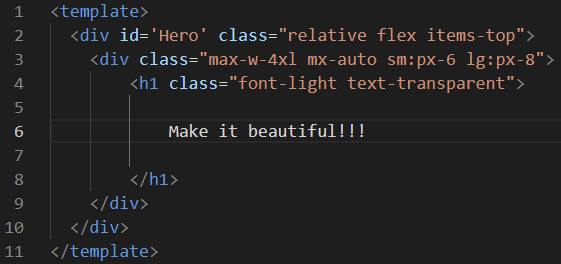 1 <template>
2 <div id='Hero' class="relative flex items-top">
3 <div class="max-w-4xl mx-auto sm:px-6 lg:px-8">
4 <h1 class="font-light text-transparent">
5
6 Make it beautiful!!!
7
8 </h1>
9 </div>
10 </div>
11 </template>